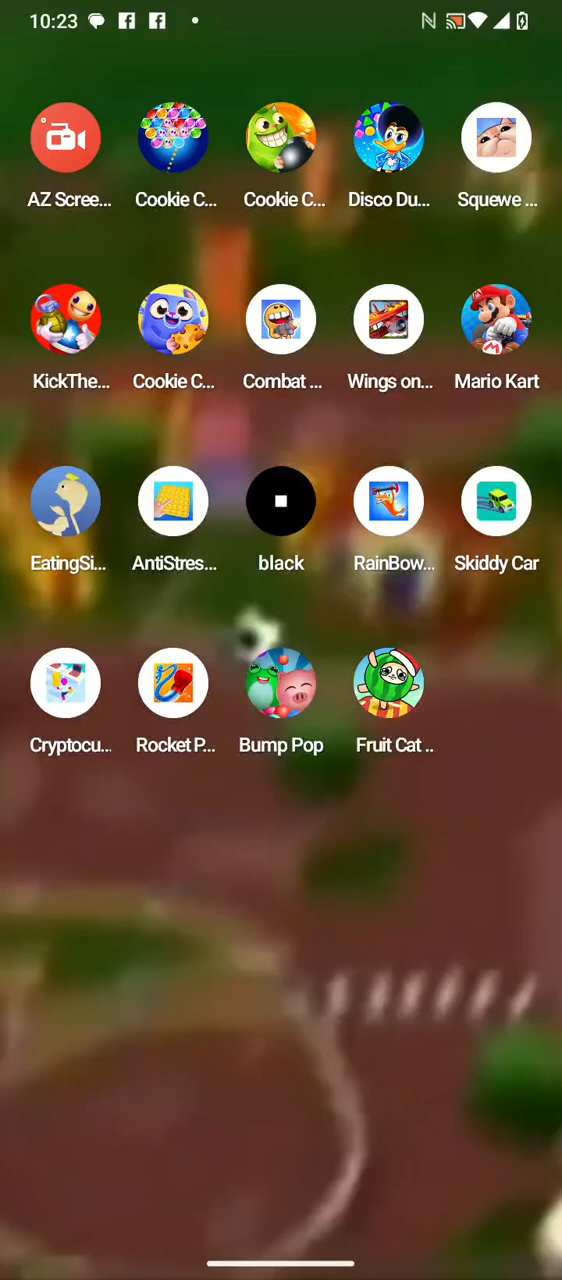 10:23
AZ Scree... Cookie C... Cookie C... Disco Du... Squewe ...
KickThe... Cookie C... Combat ... Wings on... Mario Kart
EatingSi... AntiStres... black RainBow... Skiddy Car
Cryptocu... Rocket P... Bump Pop Fruit Cat ..